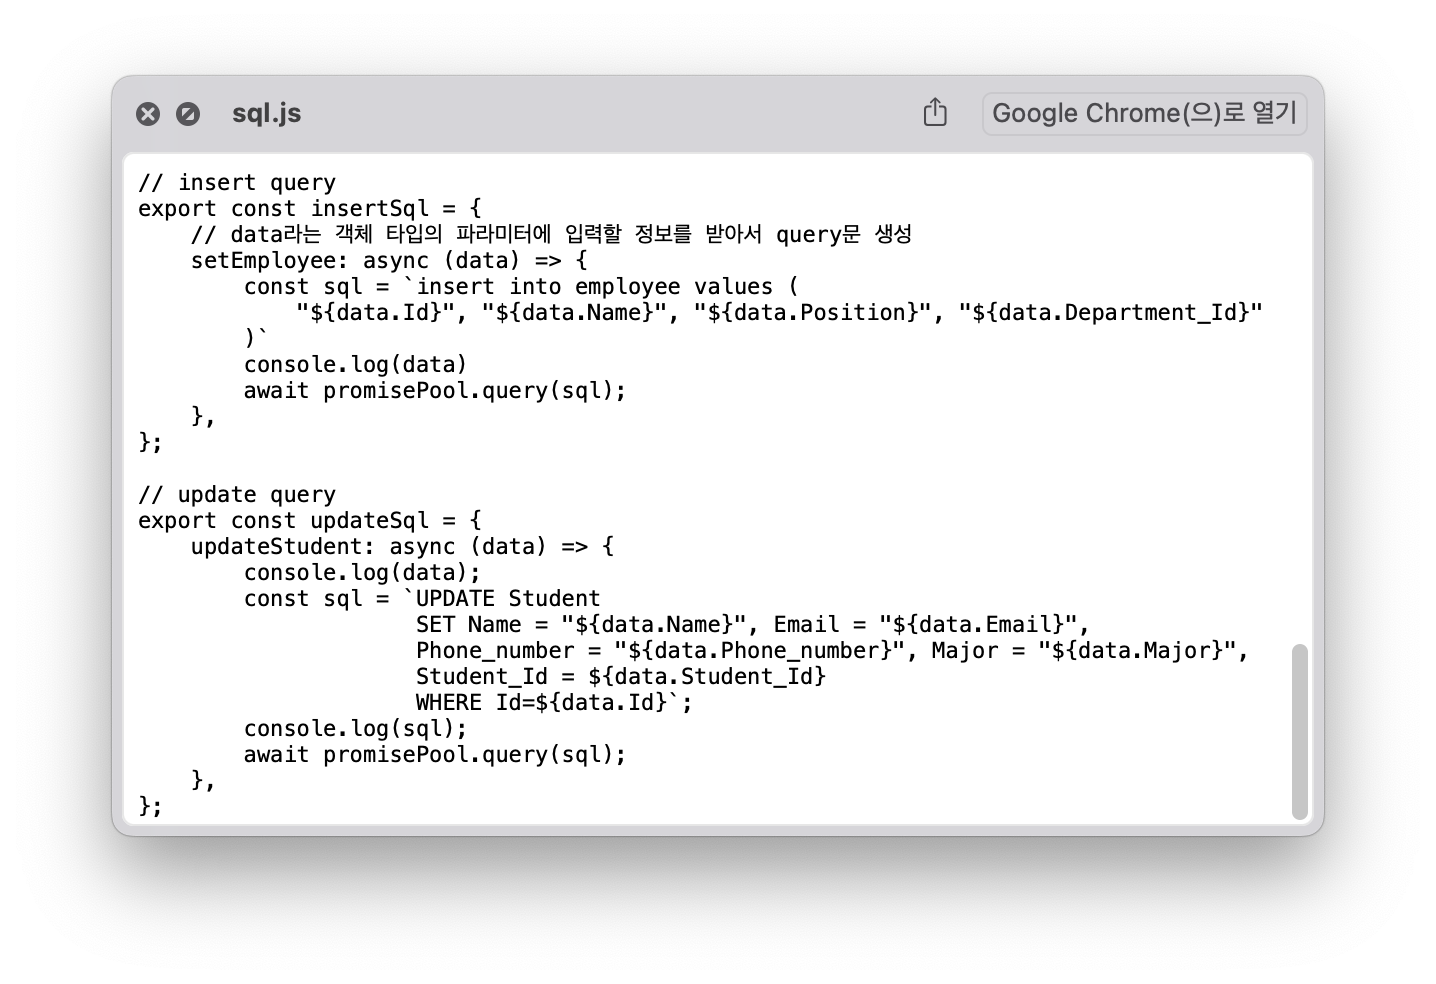 sql.js
Google Chrome(으)로 열기
// insert query
export const insertSql = {
    // data라는 객체 타입의 파라미터에 입력할 정보를 받아서 query문 생성
    setEmployee: async (data) => {
        const sql = `insert into employee values (
            "${data.Id}", "${data.Name}", "${data.Position}", "${data.Department_Id}"
        )`
        console.log(data)
        await promisePool.query(sql);
    },
};

// update query
export const updateSql = {
    updateStudent: async (data) => {
        console.log(data);
        const sql = `UPDATE Student
                     SET Name = "${data.Name}", Email = "${data.Email}",
                     Phone_number = "${data.Phone_number}", Major = "${data.Major}",
                     Student_Id = ${data.Student_Id}
                     WHERE Id=${data.Id}`;
        console.log(sql);
        await promisePool.query(sql);
    },
};